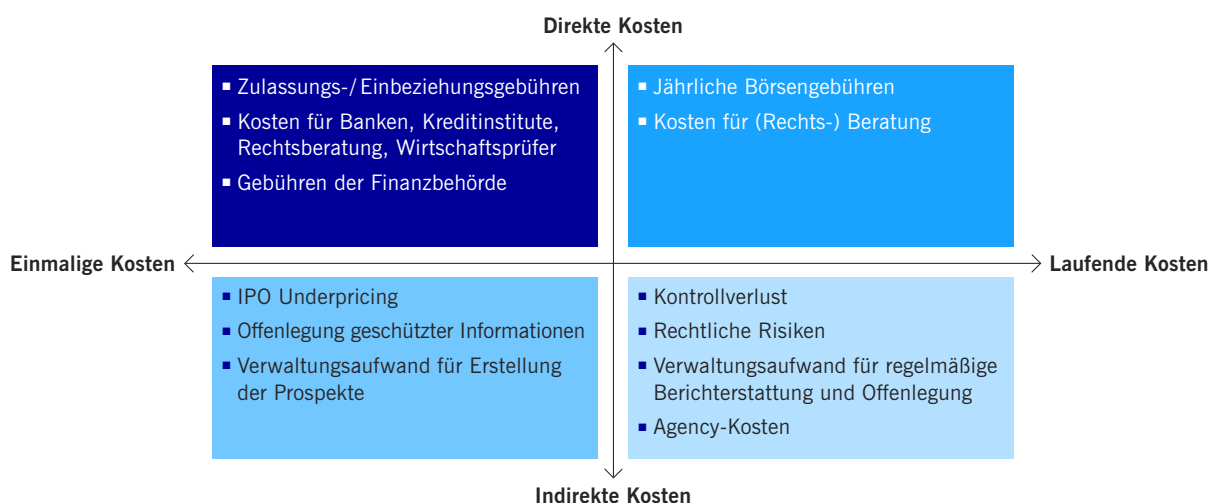 Direkte Kosten
▪ Zulassungs-/Einbeziehungsgebühren
▪ Kosten für Banken, Kreditinstitute,
Rechtsberatung, Wirtschaftsprüfer
▪ Gebühren der Finanzbehörde
▪ Jährliche Börsengebühren
▪ Kosten für (Rechts-) Beratung
Einmalige Kosten
Laufende Kosten
▪ IPO Underpricing
▪ Offenlegung geschützter Informationen
▪ Verwaltungsaufwand für Erstellung
der Prospekte
▪ Kontrollverlust
▪ Rechtliche Risiken
▪ Verwaltungsaufwand für regelmäßige
Berichterstattung und Offenlegung
▪ Agency-Kosten
Indirekte Kosten